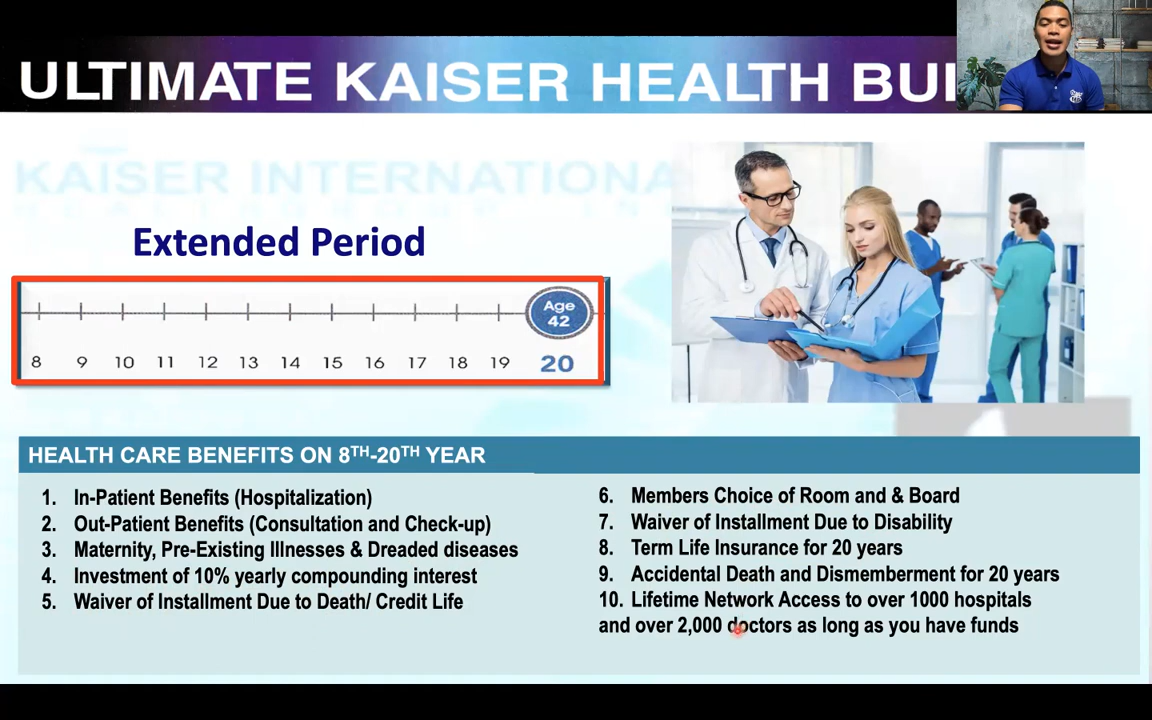 ULTIMATE KAISER HEALTH BUI
KAISER INTERNATIONA
Extended Period
Age
42
8 9 10 11 12 13 14 15 16 17 18 19 20
HEALTH CARE BENEFITS ON 8TH-20TH YEAR
1. In-Patient Benefits (Hospitalization)
2. Out-Patient Benefits (Consultation and Check-up)
3. Maternity, Pre-Existing Illnesses & Dreaded diseases
4. Investment of 10% yearly compounding interest
5. Waiver of Installment Due to Death/ Credit Life
6. Members Choice of Room and & Board
7. Waiver of Installment Due to Disability
8. Term Life Insurance for 20 years
9. Accidental Death and Dismemberment for 20 years
10. Lifetime Network Access to over 1000 hospitals
and over 2,000 doctors as long as you have funds